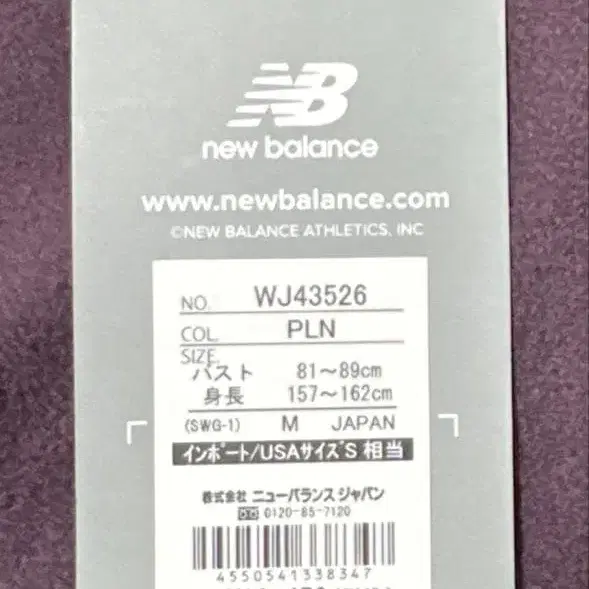 NB
new balance
www.newbalance.com
©NEW BALANCE ATHLETICS, INC
NO. WJ43526
COL. PLN
SIZE.
バスト 81～89cm
身長 157～162cm
(SWG-1) M JAPAN
インポート/USAサイズS 相当
株式会社 ニューバランス ジャパン
0120-85-7120
4550541338347